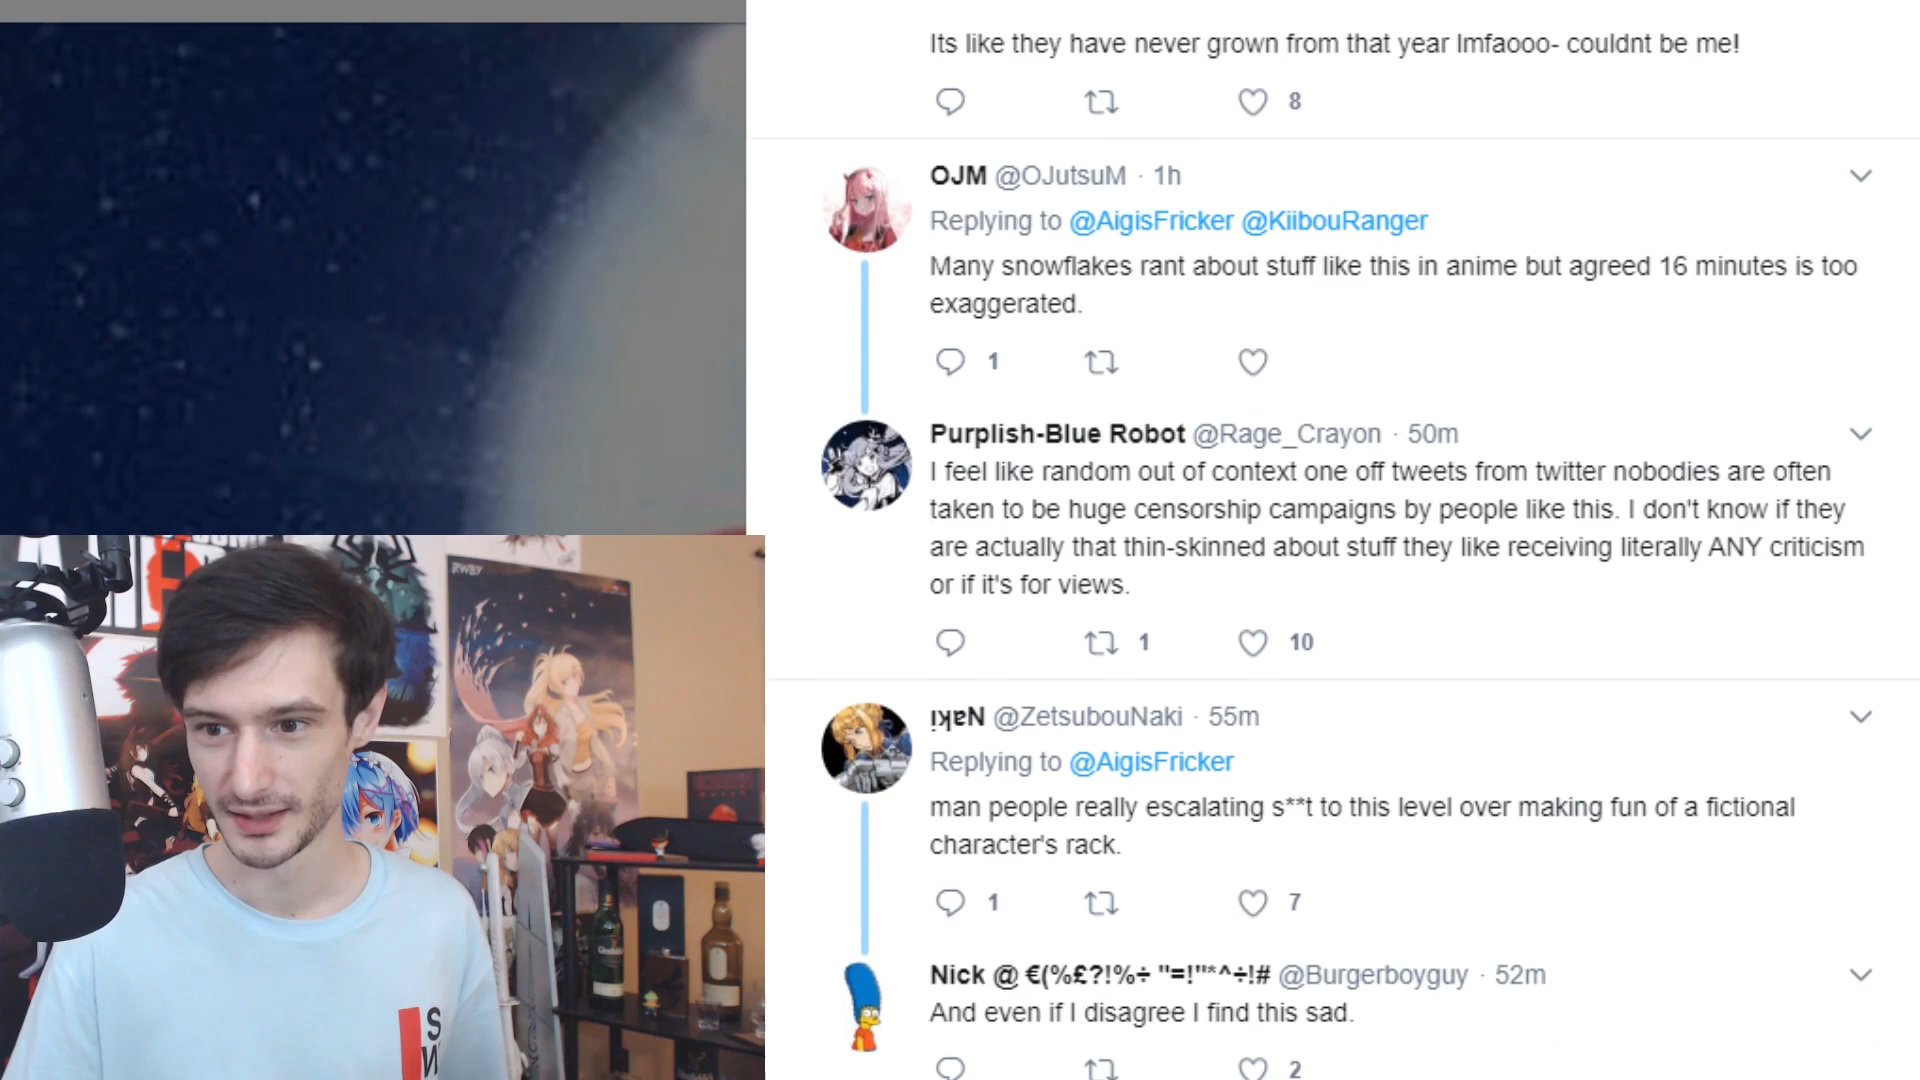 Its like they have never grown from that year lmfaooo- couldnt be me!
8
OJM @OJutsuM · 1h
Replying to @AigisFricker @KiibouRanger
Many snowflakes rant about stuff like this in anime but agreed 16 minutes is too
exaggerated.
1
Purplish-Blue Robot @Rage_Crayon · 50m
I feel like random out of context one off tweets from twitter nobodies are often
taken to be huge censorship campaigns by people like this. I don't know if they
are actually that thin-skinned about stuff they like receiving literally ANY criticism
or if it's for views.
1 10
ᴉʞɐN @ZetsubouNaki · 55m
Replying to @AigisFricker
man people really escalating s**t to this level over making fun of a fictional
character's rack.
1 7
Nick @ €(%£?!%÷ "=!"*^÷!# @Burgerboyguy · 52m
And even if I disagree I find this sad.
2
RWBY
S